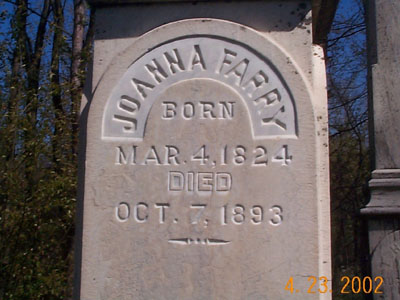 JOANNA FARRY
BORN
MAR. 4, 1824
DIED
OCT. 7, 1893
4.23.2002